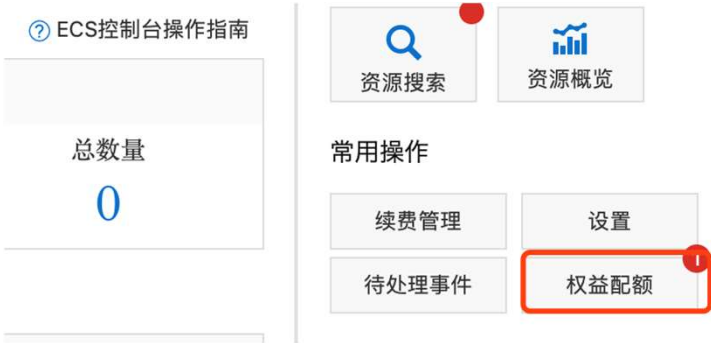 ECS控制台操作指南
总数量
0
资源搜索
资源概览
常用操作
续费管理
设置
待处理事件
权益配额